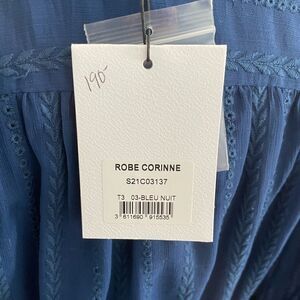 190-
ROBE CORINNE
S21C03137
T3 03-BLEU NUIT
3 611690 915535